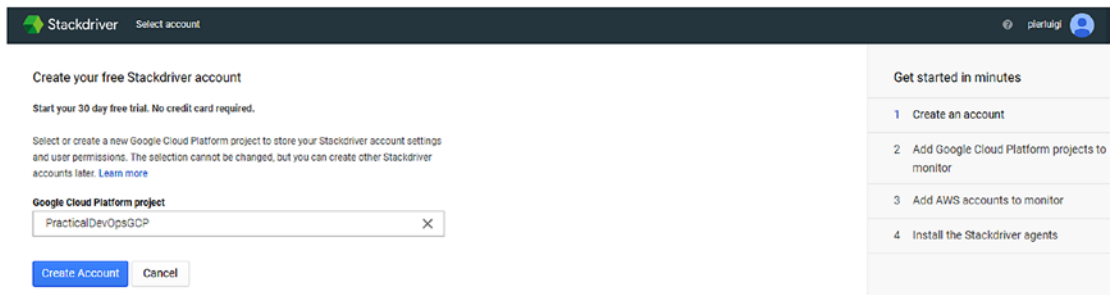 Stackdriver Select account
pierluigi
Create your free Stackdriver account
Start your 30 day free trial. No credit card required.
Select or create a new Google Cloud Platform project to store your Stackdriver account settings
and user permissions. The selection cannot be changed, but you can create other Stackdriver
accounts later. Learn more
Google Cloud Platform project
PracticalDevOpsGCP
Create Account Cancel
Get started in minutes
1 Create an account
2 Add Google Cloud Platform projects to
monitor
3 Add AWS accounts to monitor
4 Install the Stackdriver agents